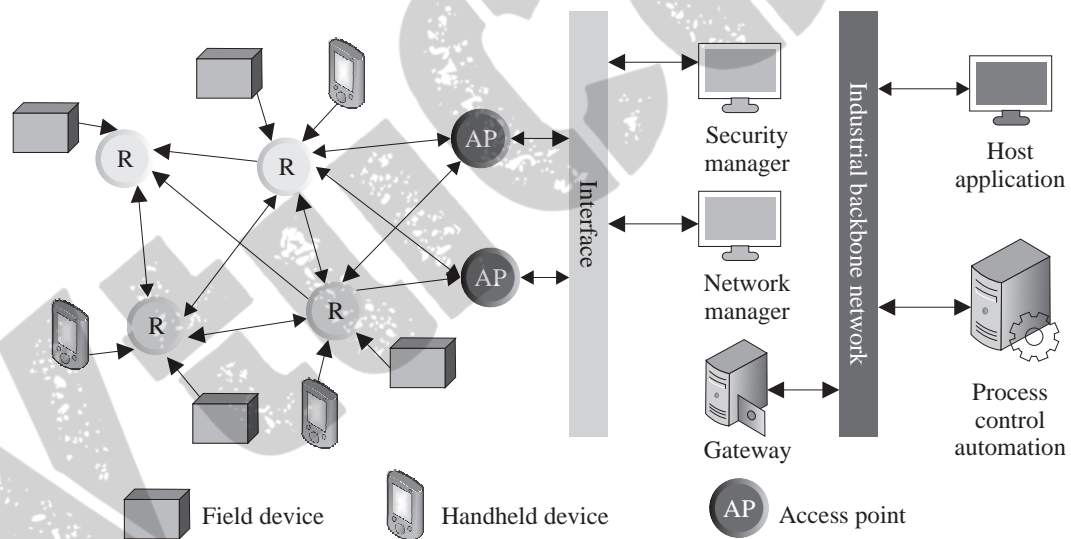 R
R
R
R
AP
AP
Interface
Security
manager
Network
manager
Gateway
Industrial backbone network
Host
application
Process
control
automation
Field device
Handheld device
AP
Access point